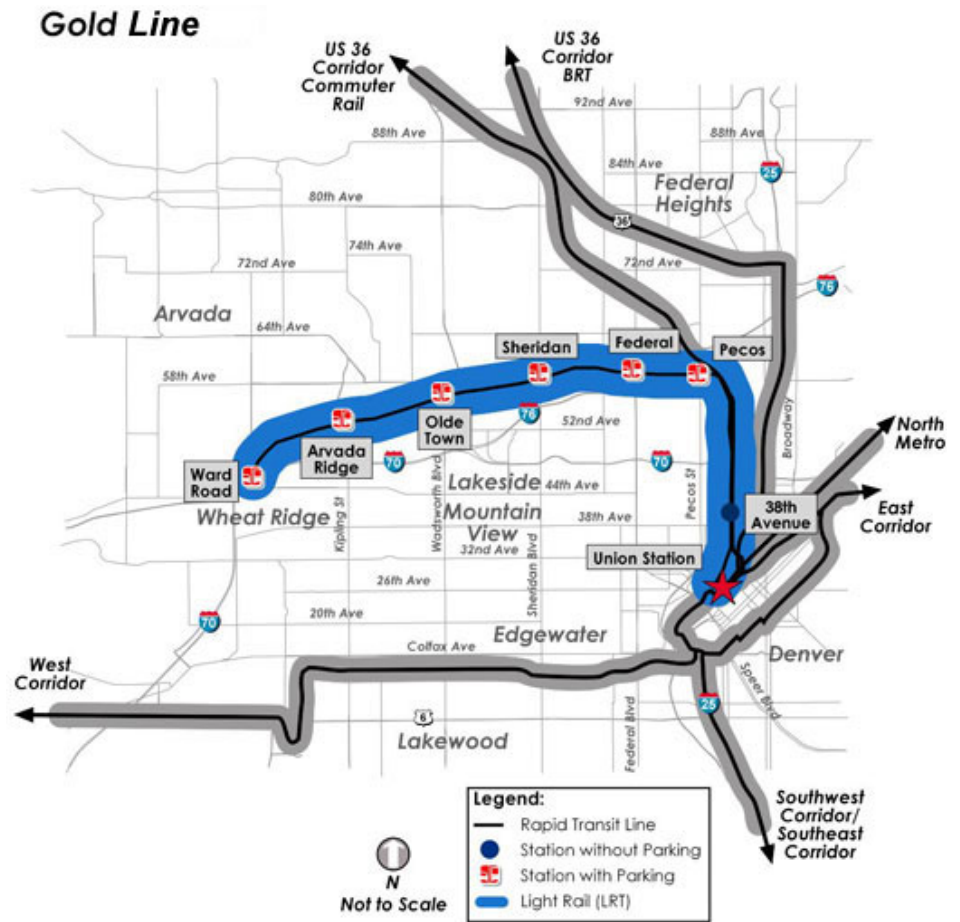 Gold Line
US 36
Corridor
Commuter
Rail
US 36
Corridor
BRT
92nd Ave
88th Ave
88th Ave
84th Ave
25
Federal
Heights
80th Ave
36
74th Ave
72nd Ave
72nd Ave
76
Arvada
64th Ave
Sheridan
Federal
Pecos
58th Ave
Olde
Town
76
52nd Ave
Broadway
North
Metro
Arvada
Ridge
70
70
Ward
Road
Lakeside
44th Ave
Pecos St
38th
Avenue
East
Corridor
Wheat Ridge
Kipling St
Wadsworth Blvd
Mountain
View
38th Ave
32nd Ave
Sheridan Blvd
Union Station
26th Ave
20th Ave
70
Edgewater
Colfax Ave
Denver
West
Corridor
Speer Blvd
25
6
Federal Blvd
Lakewood
Southwest
Corridor/
Southeast
Corridor
Legend:
Rapid Transit Line
Station without Parking
Station with Parking
Light Rail (LRT)
N
Not to Scale